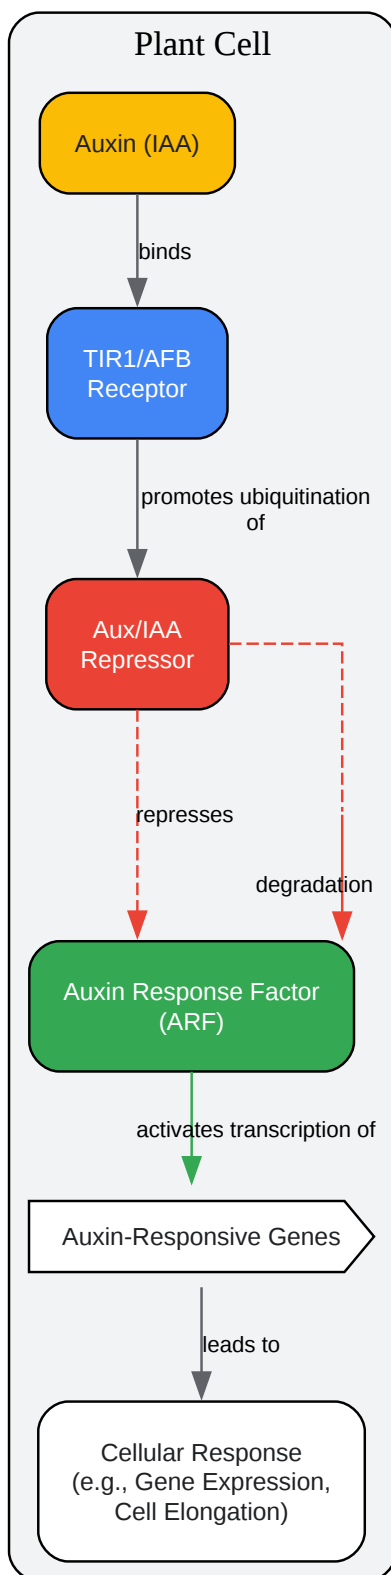 Plant Cell
Auxin (IAA)
binds
TIR1/AFB
Receptor
promotes ubiquitination
of
Aux/IAA
Repressor
represses
degradation
Auxin Response Factor
(ARF)
activates transcription of
Auxin-Responsive Genes
leads to
Cellular Response
(e.g., Gene Expression,
Cell Elongation)